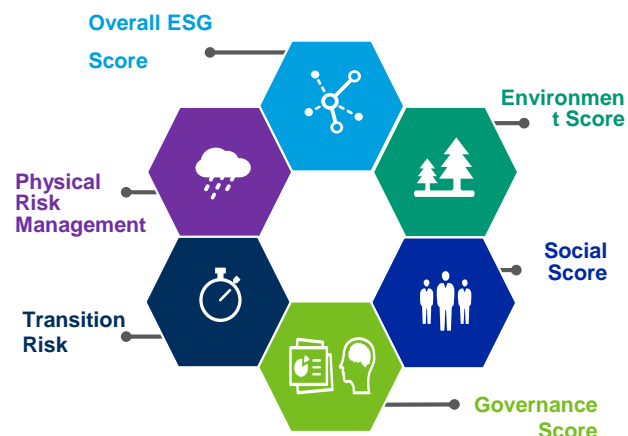 Overall ESG
Score
Environmen
t Score
Physical
Risk
Management
Social
Score
Transition
Risk
Governance
Score